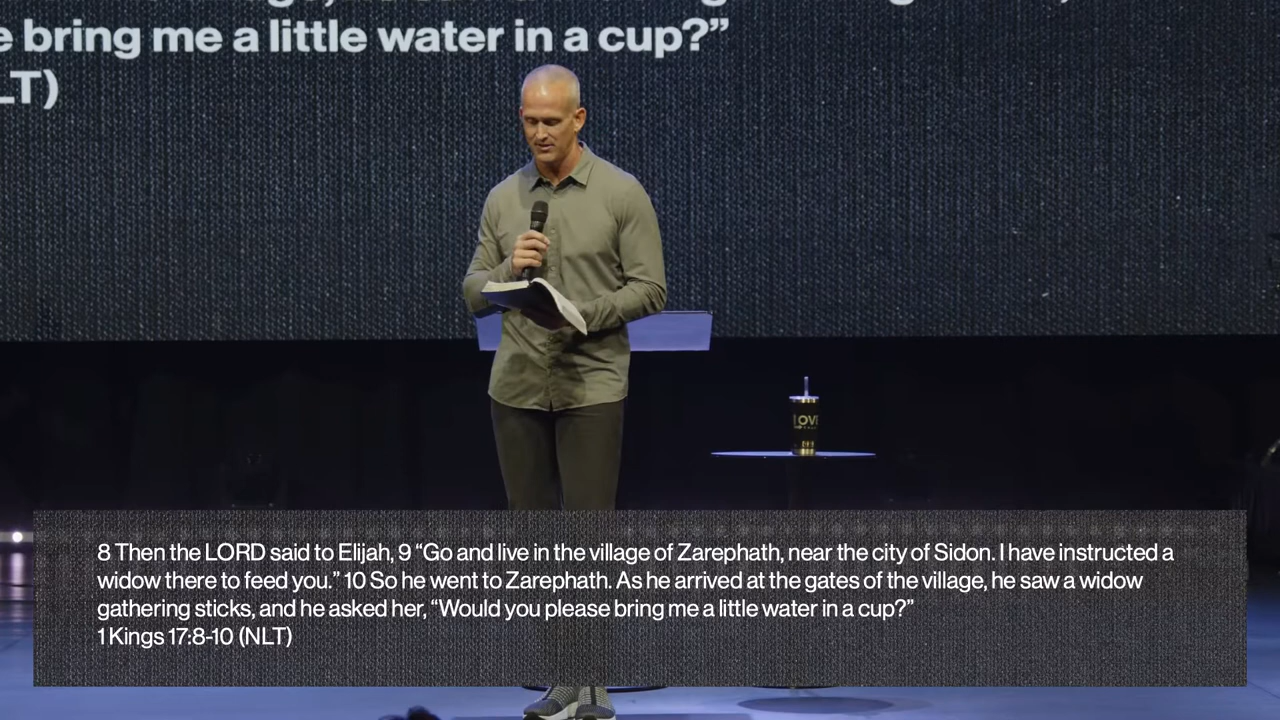 e bring me a little water in a cup?”
LT)
8 Then the LORD said to Elijah, 9 “Go and live in the village of Zarephath, near the city of Sidon. I have instructed a
widow there to feed you.” 10 So he went to Zarephath. As he arrived at the gates of the village, he saw a widow
gathering sticks, and he asked her, “Would you please bring me a little water in a cup?”
1 Kings 17:8-10 (NLT)